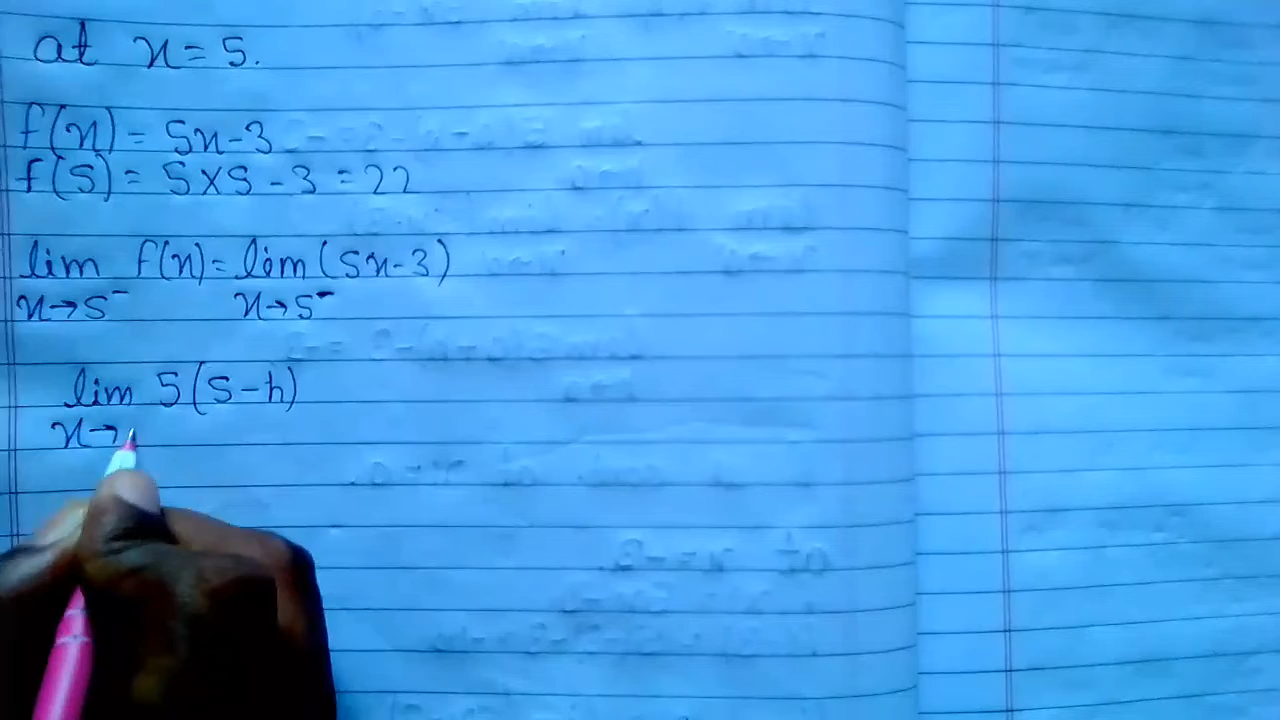 at x = 5.
f(x) = 5x-3
f(5) = 5×5 - 3 = 22
lim f(x) = lim (5x-3)
x→5⁻ x→5⁻
lim 5(5-h)
x→